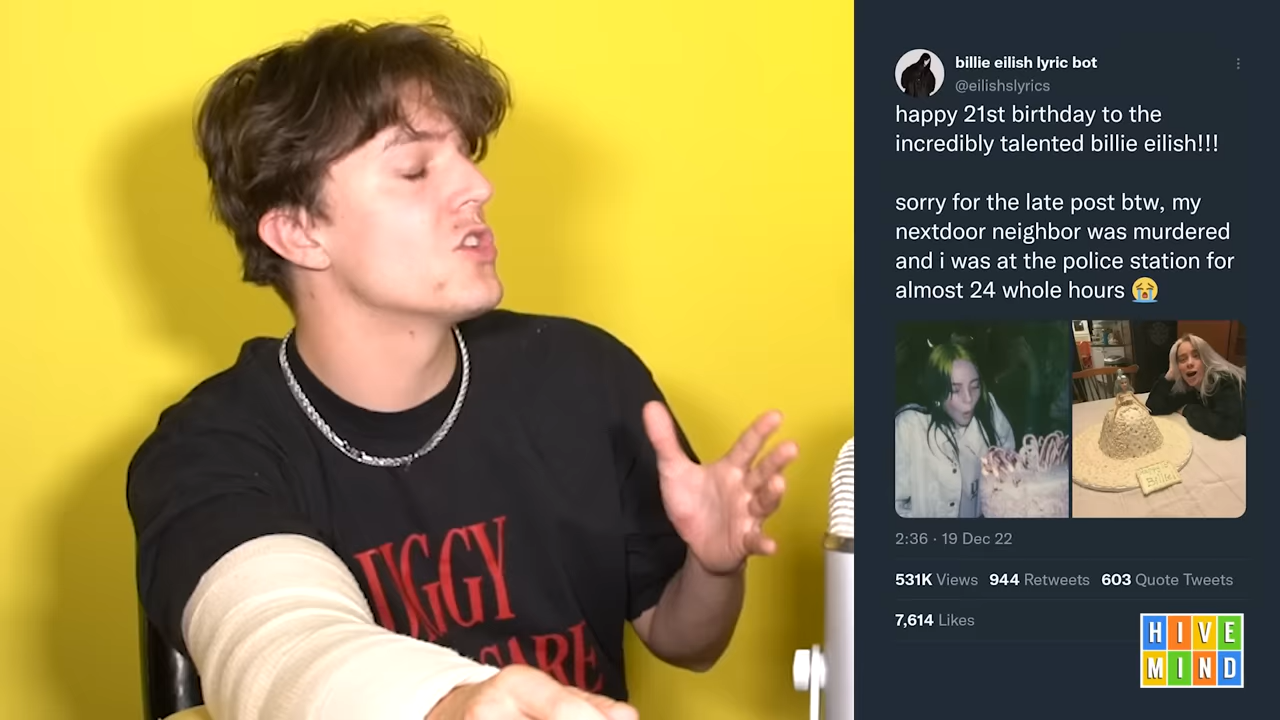 billie eilish lyric bot
@eilishslyrics
happy 21st birthday to the
incredibly talented billie eilish!!!
sorry for the late post btw, my
nextdoor neighbor was murdered
and i was at the police station for
almost 24 whole hours 😭
2:36 · 19 Dec 22
531K Views 944 Retweets 603 Quote Tweets
7,614 Likes
HIVE
MIND